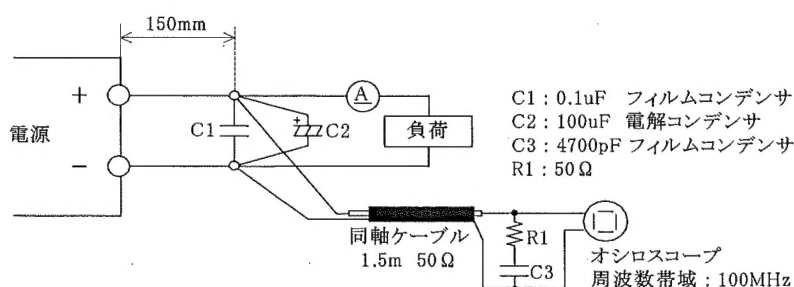 150mm
+
電源
−
C1
+
C2
A
負荷
C1：0.1uF フィルムコンデンサ
C2：100uF 電解コンデンサ
C3：4700pF フィルムコンデンサ
R1：50Ω
同軸ケーブル
1.5m 50Ω
R1
C3
オシロスコープ
周波数帯域：100MHz